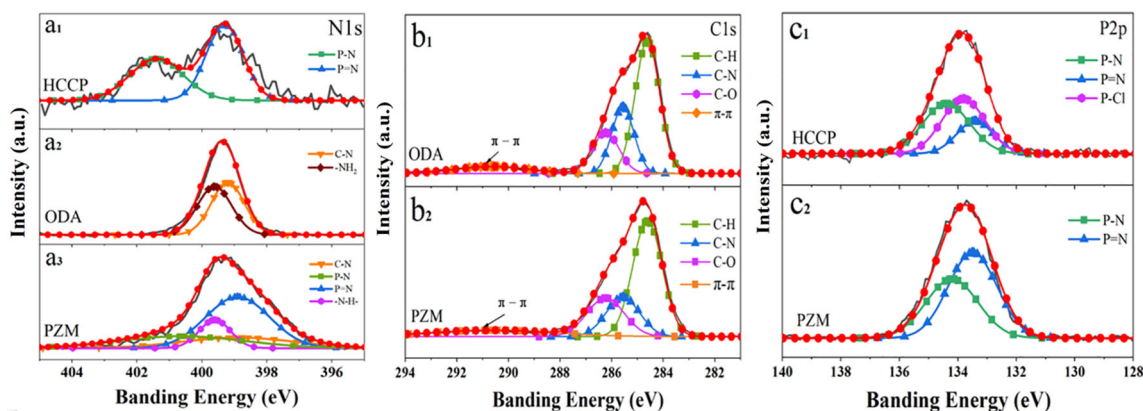 a1
N1s
P-N
P=N
HCCP
a2
C-N
-NH2
ODA
a3
C-N
P-N
P=N
-N-H-
PZM
404 402 400 398 396
Banding Energy (eV)
Intensity (a.u.)
b1
C1s
C-H
C-N
C-O
π-π
π – π
ODA
b2
C-H
C-N
C-O
π-π
π – π
PZM
294 292 290 288 286 284 282
Banding Energy (eV)
Intensity (a.u.)
c1
P2p
P-N
P=N
P-Cl
HCCP
c2
P-N
P=N
PZM
140 138 136 134 132 130 128
Banding Energy (eV)
Intensity (a.u.)